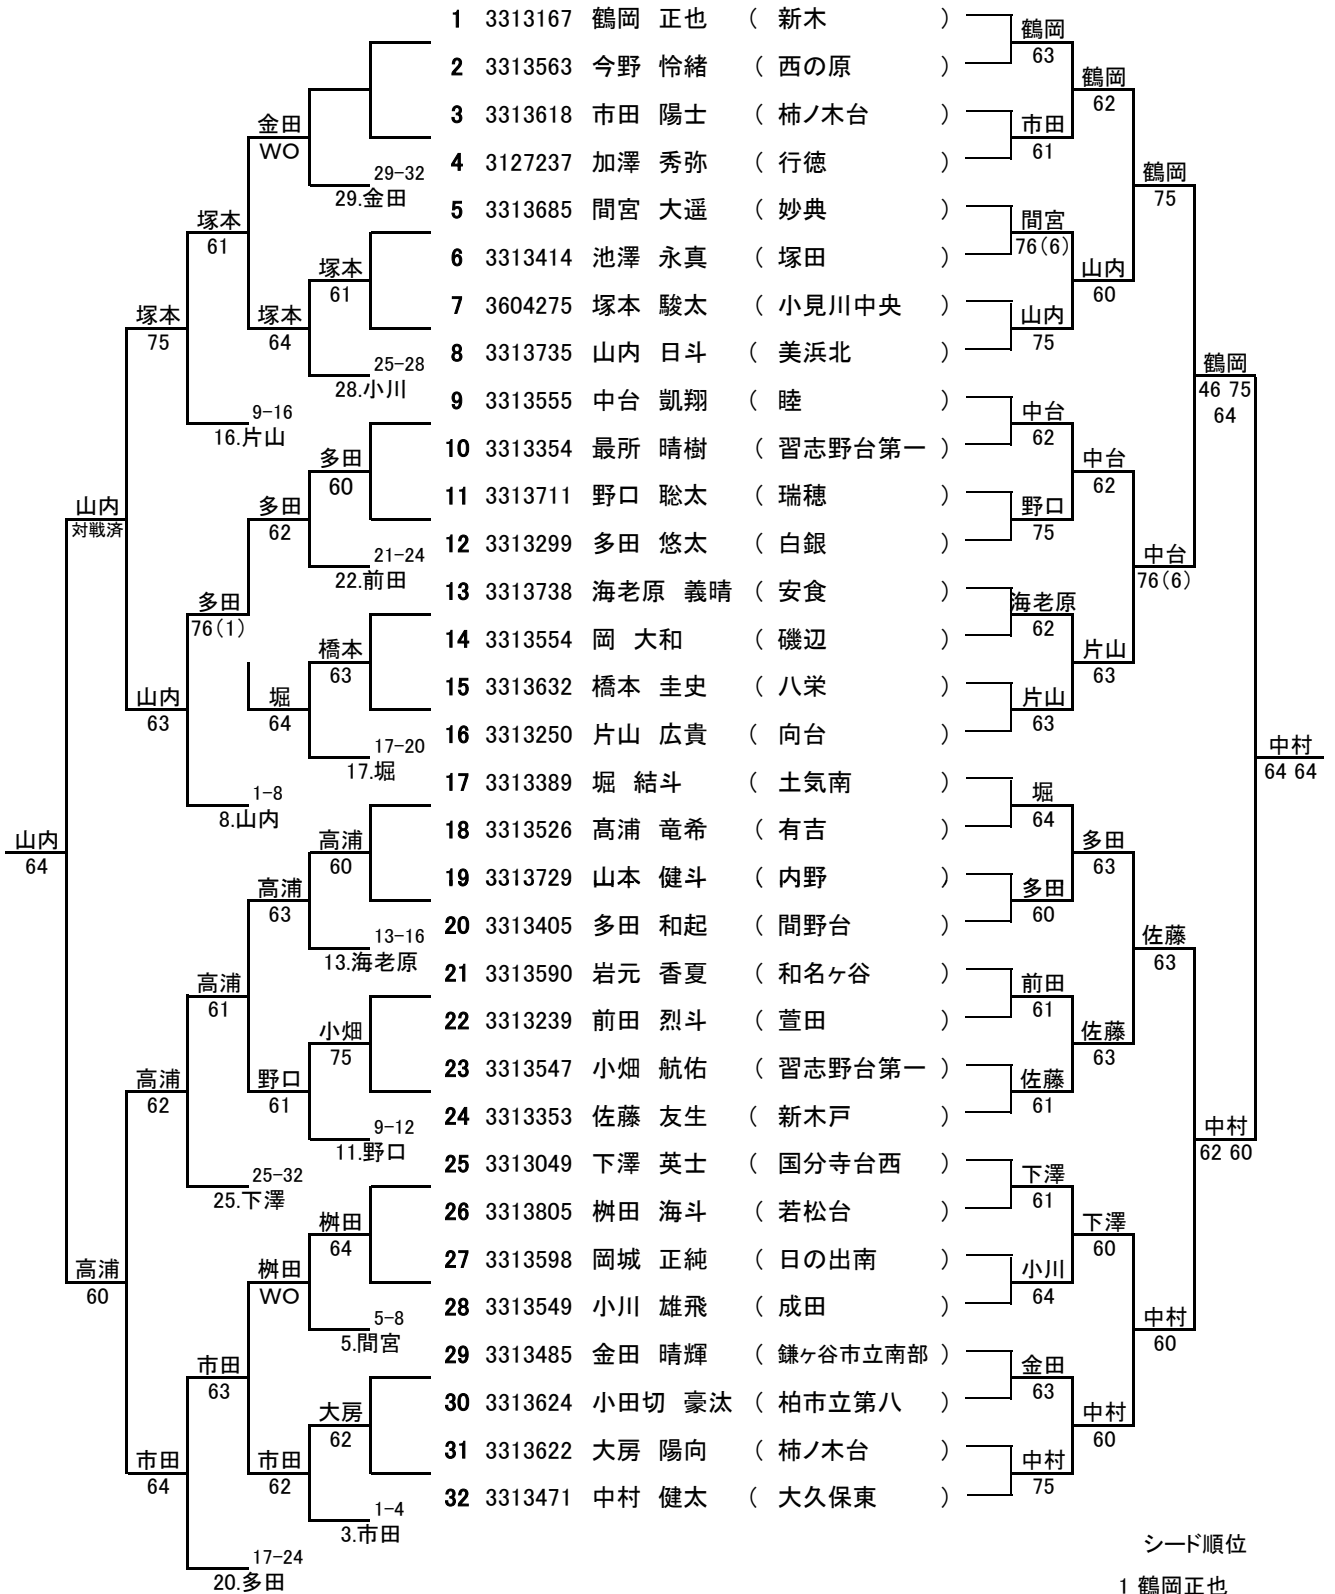 1 3313167 鶴岡 正也 ( 新木 )
2 3313563 今野 怜緒 ( 西の原 )
3 3313618 市田 陽士 ( 柿ノ木台 )
4 3127237 加澤 秀弥 ( 行徳 )
5 3313685 間宮 大遥 ( 妙典 )
6 3313414 池澤 永真 ( 塚田 )
7 3604275 塚本 駿太 ( 小見川中央 )
8 3313735 山内 日斗 ( 美浜北 )
9 3313555 中台 凱翔 ( 睦 )
10 3313354 最所 晴樹 ( 習志野台第一 )
11 3313711 野口 聡太 ( 瑞穂 )
12 3313299 多田 悠太 ( 白銀 )
13 3313738 海老原 義晴 ( 安食 )
14 3313554 岡 大和 ( 磯辺 )
15 3313632 橋本 圭史 ( 八栄 )
16 3313250 片山 広貴 ( 向台 )
17 3313389 堀 結斗 ( 土気南 )
18 3313526 髙浦 竜希 ( 有吉 )
19 3313729 山本 健斗 ( 内野 )
20 3313405 多田 和起 ( 間野台 )
21 3313590 岩元 香夏 ( 和名ヶ谷 )
22 3313239 前田 烈斗 ( 萱田 )
23 3313547 小畑 航佑 ( 習志野台第一 )
24 3313353 佐藤 友生 ( 新木戸 )
25 3313049 下澤 英士 ( 国分寺台西 )
26 3313805 桝田 海斗 ( 若松台 )
27 3313598 岡城 正純 ( 日の出南 )
28 3313549 小川 雄飛 ( 成田 )
29 3313485 金田 晴輝 ( 鎌ヶ谷市立南部 )
30 3313624 小田切 豪汰 ( 柏市立第八 )
31 3313622 大房 陽向 ( 柿ノ木台 )
32 3313471 中村 健太 ( 大久保東 )
鶴岡
63
市田
61
間宮
76(6)
山内
75
中台
62
野口
75
海老原
62
片山
63
堀
64
多田
60
前田
61
佐藤
61
下澤
61
小川
64
金田
63
中村
75
鶴岡
62
山内
60
中台
62
片山
63
多田
63
佐藤
63
下澤
60
中村
60
鶴岡
75
中台
76(6)
佐藤
63
中村
60
鶴岡
46 75
64
中村
62 60
中村
64 64
金田
WO
29-32
29.金田
塚本
61
塚本
61
塚本
64
25-28
28.小川
塚本
75
9-16
16.片山
多田
60
多田
62
21-24
22.前田
多田
76(1)
橋本
63
堀
64
17-20
17.堀
山内
63
1-8
8.山内
山内
対戦済
山内
64
高浦
60
高浦
63
13-16
13.海老原
高浦
61
小畑
75
野口
61
9-12
11.野口
高浦
62
25-32
25.下澤
高浦
60
桝田
64
桝田
WO
5-8
5.間宮
市田
63
大房
62
市田
62
1-4
3.市田
市田
64
17-24
20.多田
シード順位
1 鶴岡正也